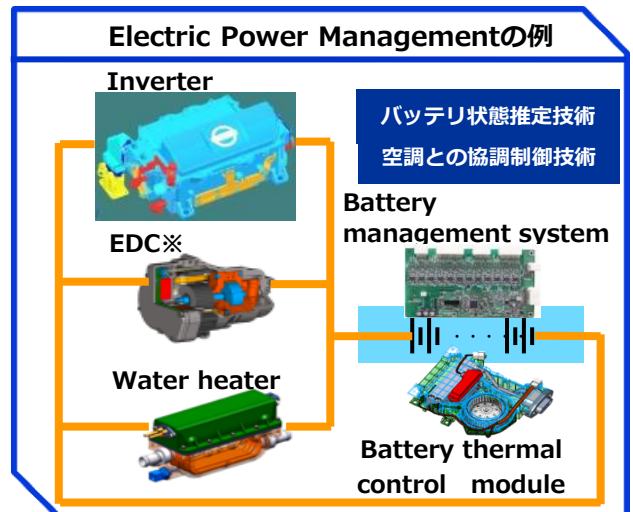 Electric Power Managementの例
Inverter
バッテリ状態推定技術
空調との協調制御技術
Battery
management system
EDC※
Water heater
Battery thermal
control module